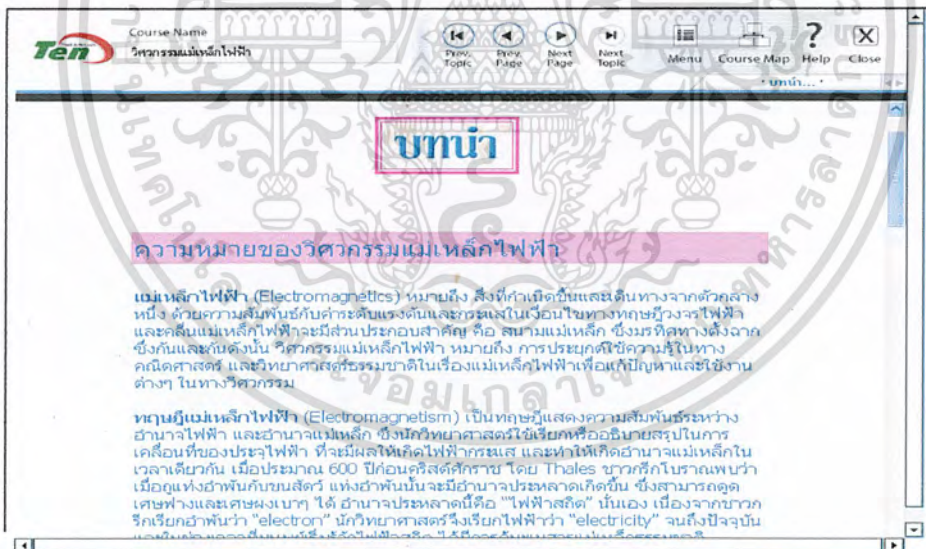 Course Name
Ten
วิศวกรรมแม่เหล็กไฟฟ้า
Prev. Topic
Prev. Page
Next Page
Next Topic
Menu
Course Map
Help
Close
บทนำ...
บทนำ
ความหมายของวิศวกรรมแม่เหล็กไฟฟ้า
แม่เหล็กไฟฟ้า (Electromagnetics) หมายถึง สิ่งที่กำเนิดขึ้นและเดินทางจากตัวกลาง
หนึ่ง ด้วยความสัมพันธ์กับค่าระดับแรงดันและกระแสในเงื่อนไขทางทฤษฎีวงจรไฟฟ้า
และคลื่นแม่เหล็กไฟฟ้าจะมีส่วนประกอบสำคัญ คือ สนามแม่เหล็ก ซึ่งมรทิศทางตั้งฉาก
ซึ่งกันและกันดังนั้น วิศวกรรมแม่เหล็กไฟฟ้า หมายถึง การประยุกต์ใช้ความรู้ในทาง
คณิตศาสตร์ และวิทยาศาสตร์ธรรมชาติในเรื่องแม่เหล็กไฟฟ้าเพื่อแก้ปัญหาและใช้งาน
ต่างๆ ในทางวิศวกรรม
ทฤษฎีแม่เหล็กไฟฟ้า (Electromagnetism) เป็นทฤษฎีแสดงความสัมพันธ์ระหว่าง
อำนาจไฟฟ้า และอำนาจแม่เหล็ก ซึ่งนักวิทยาศาสตร์ใช้เรียกหรืออธิบายสรุปในการ
เคลื่อนที่ของประจุไฟฟ้า ที่จะมีผลให้เกิดไฟฟ้ากระแส และทำให้เกิดอำนาจแม่เหล็กใน
เวลาเดียวกัน เมื่อประมาณ 600 ปีก่อนคริสต์ศักราช โดย Thales ชาวกรีกโบราณพบว่า
เมื่อถูแท่งอำพันกับขนสัตว์ แท่งอำพันนั้นจะมีอำนาจประหลาดเกิดขึ้น ซึ่งสามารถดูด
เศษฟางและเศษผงเบาๆ ได้ อำนาจประหลาดนี้คือ "ไฟฟ้าสถิต" นั่นเอง เนื่องจากชาวก
รีกเรียกอำพันว่า "electron" นักวิทยาศาสตร์จึงเรียกไฟฟ้าว่า "electricity" จนถึงปัจจุบัน